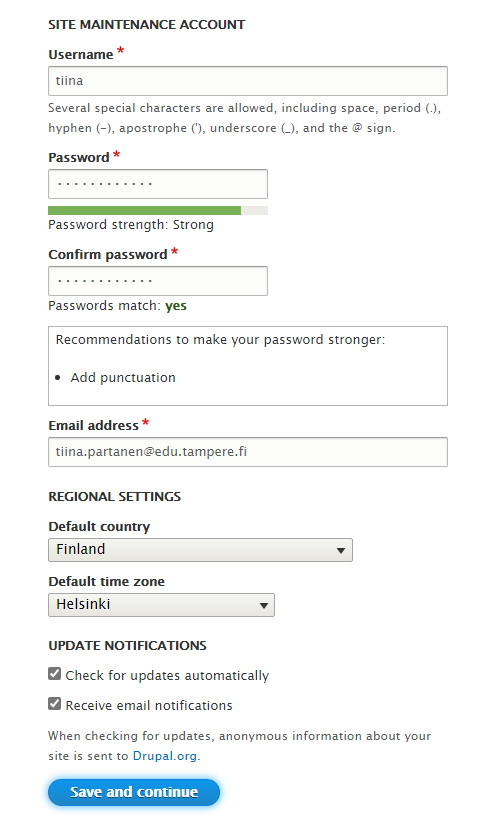 SITE MAINTENANCE ACCOUNT
Username *
tiina
Several special characters are allowed, including space, period (.),
hyphen (-), apostrophe ('), underscore (_), and the @ sign.
Password *
············
Password strength: Strong
Confirm password *
············
Passwords match: yes
Recommendations to make your password stronger:
• Add punctuation
Email address *
tiina.partanen@edu.tampere.fi
REGIONAL SETTINGS
Default country
Finland
Default time zone
Helsinki
UPDATE NOTIFICATIONS
Check for updates automatically
Receive email notifications
When checking for updates, anonymous information about your
site is sent to Drupal.org.
Save and continue